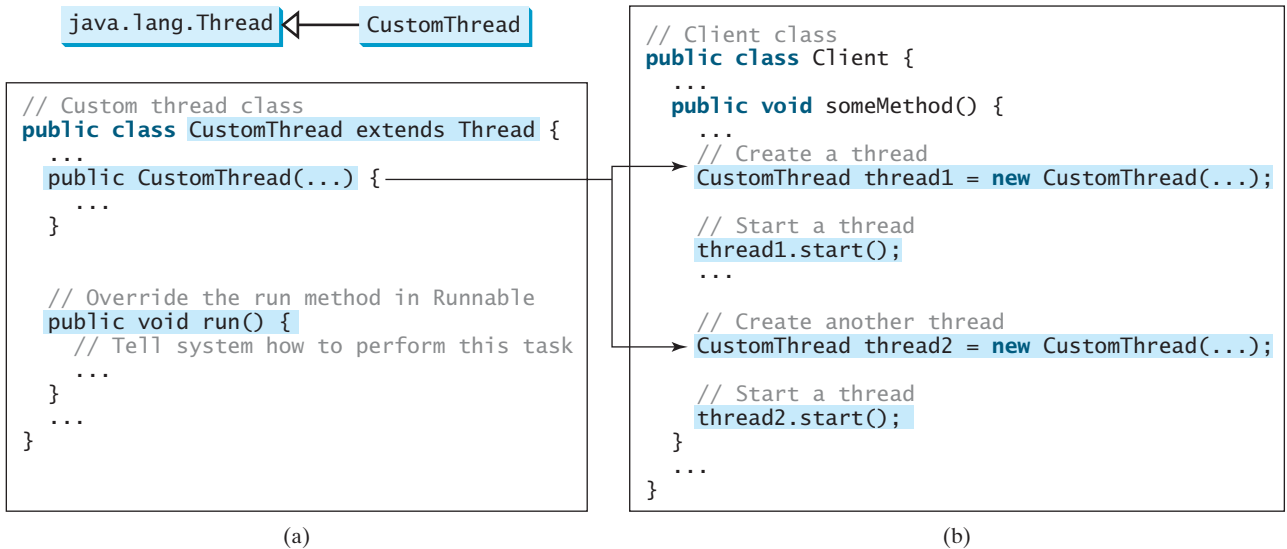 java.lang.Thread
CustomThread
// Custom thread class
public class CustomThread extends Thread {
...
public CustomThread(...) {
...
}
// Override the run method in Runnable
public void run() {
// Tell system how to perform this task
...
}
...
}
(a)
// Client class
public class Client {
...
public void someMethod() {
...
// Create a thread
CustomThread thread1 = new CustomThread(...);
// Start a thread
thread1.start();
...
// Create another thread
CustomThread thread2 = new CustomThread(...);
// Start a thread
thread2.start();
}
...
}
(b)